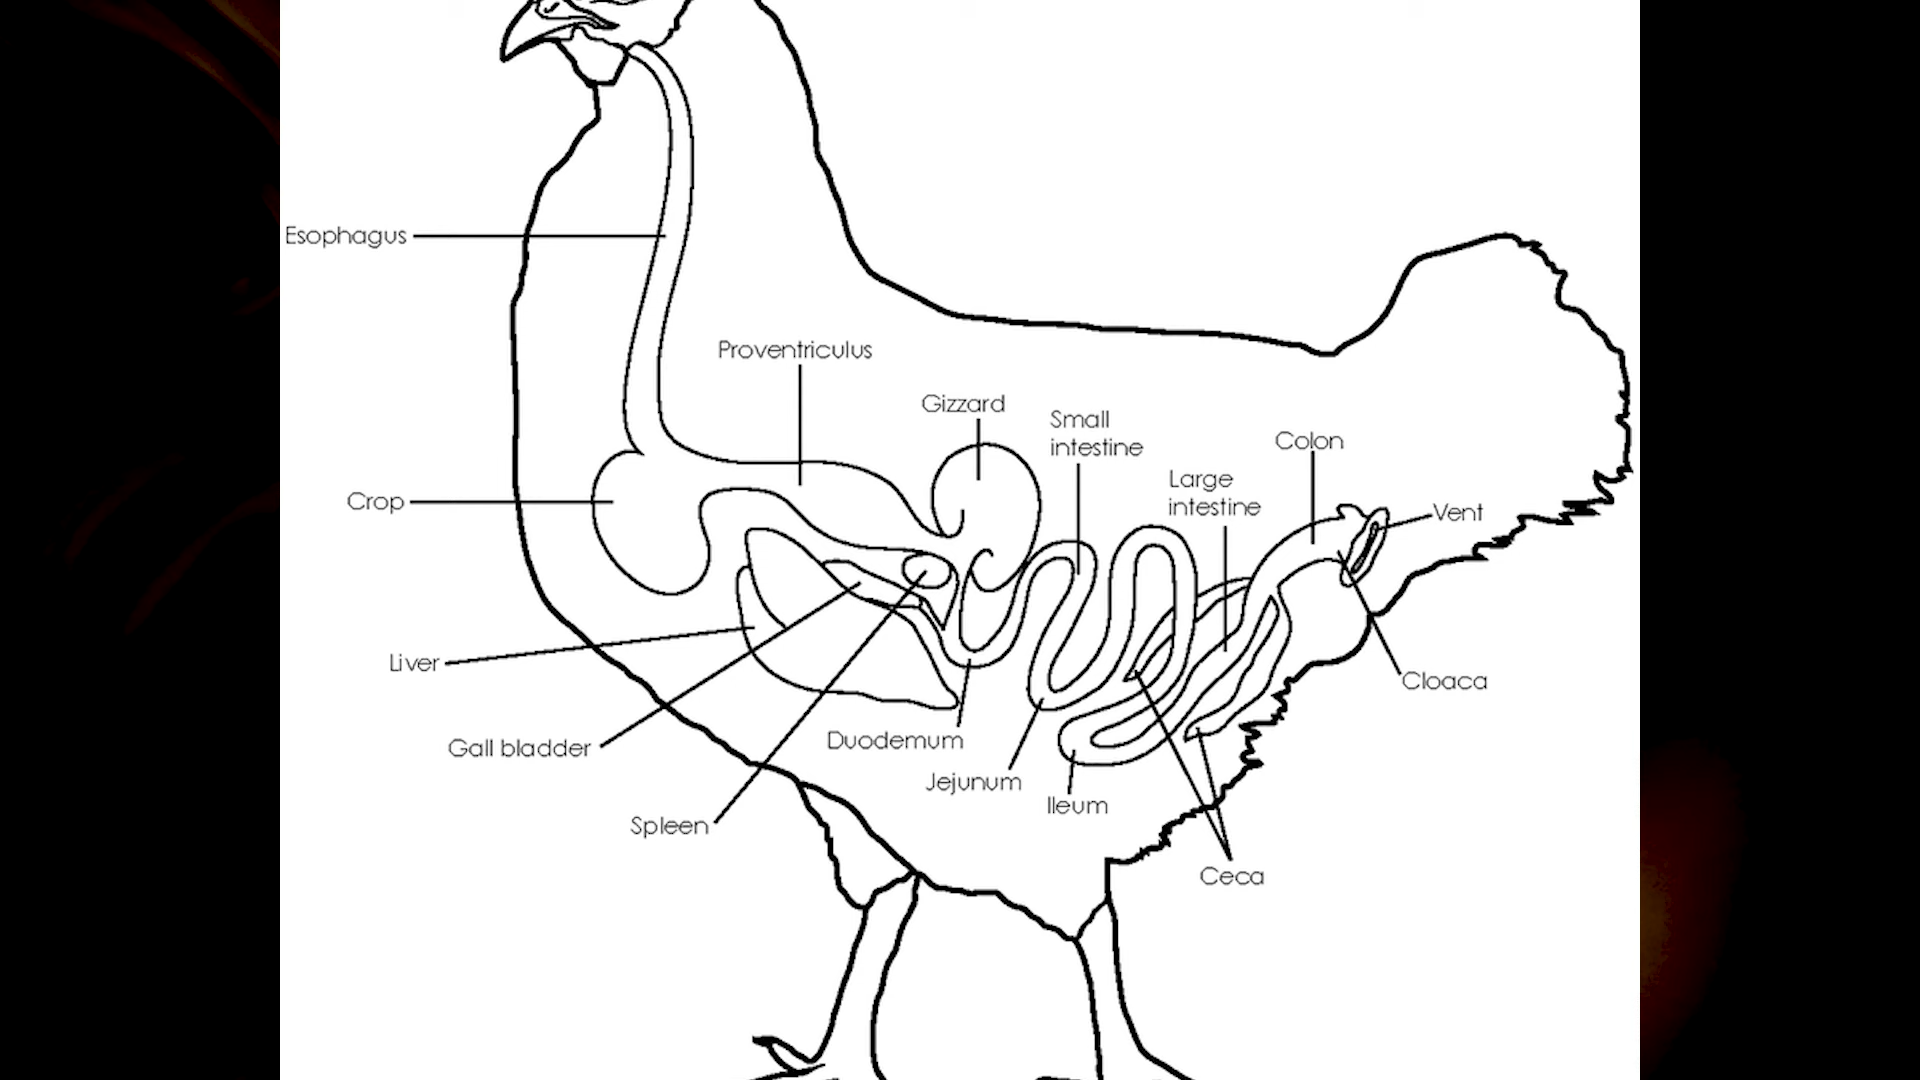 Esophagus
Proventriculus
Gizzard
Small
intestine
Colon
Large
intestine
Crop
Vent
Liver
Cloaca
Gall bladder
Duodemum
Jejunum
Ileum
Spleen
Ceca